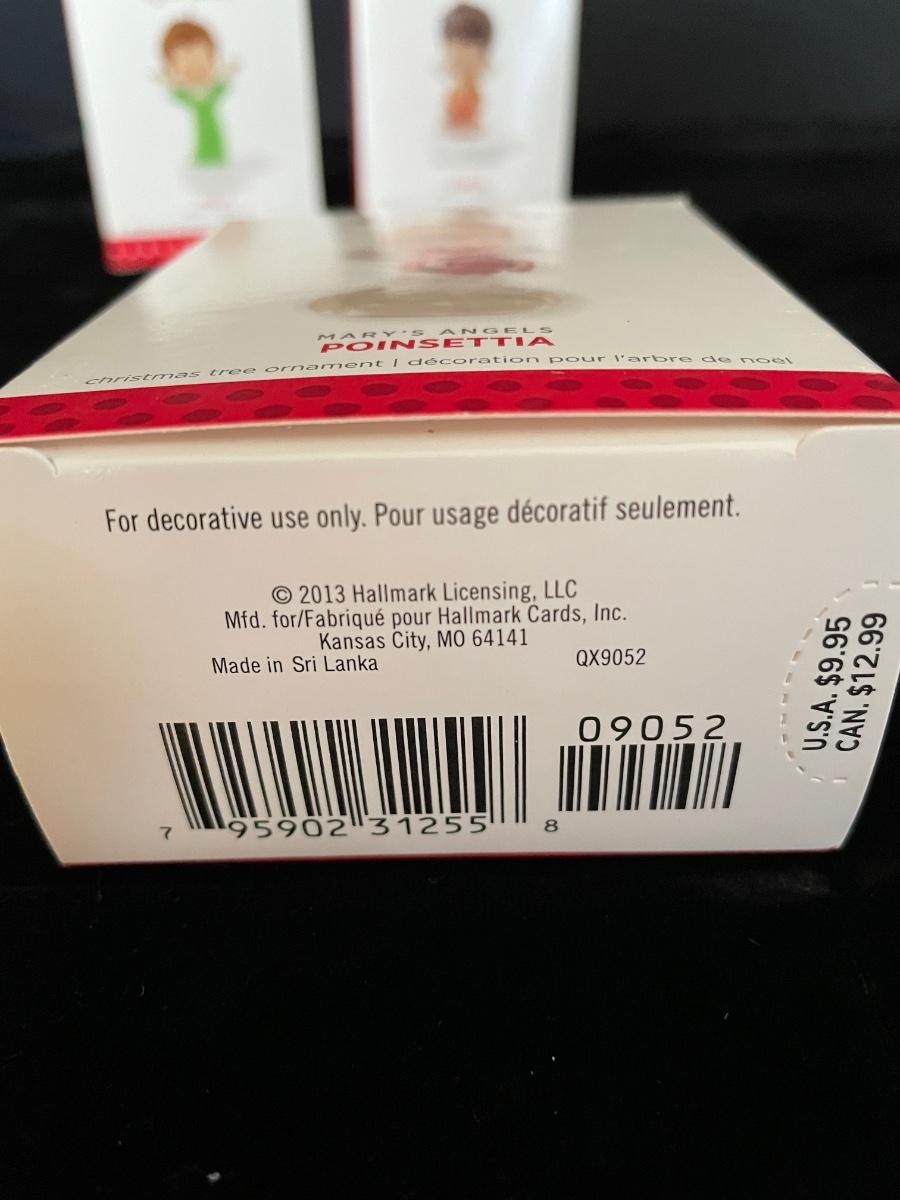 MARY'S ANGELS
POINSETTIA
christmas tree ornament | décoration pour l'arbre de noël
For decorative use only. Pour usage décoratif seulement.
© 2013 Hallmark Licensing, LLC
Mfd. for/Fabriqué pour Hallmark Cards, Inc.
Kansas City, MO 64141
Made in Sri Lanka QX9052
U.S.A. $9.95
CAN. $12.99
09052
7 95902 31255 8